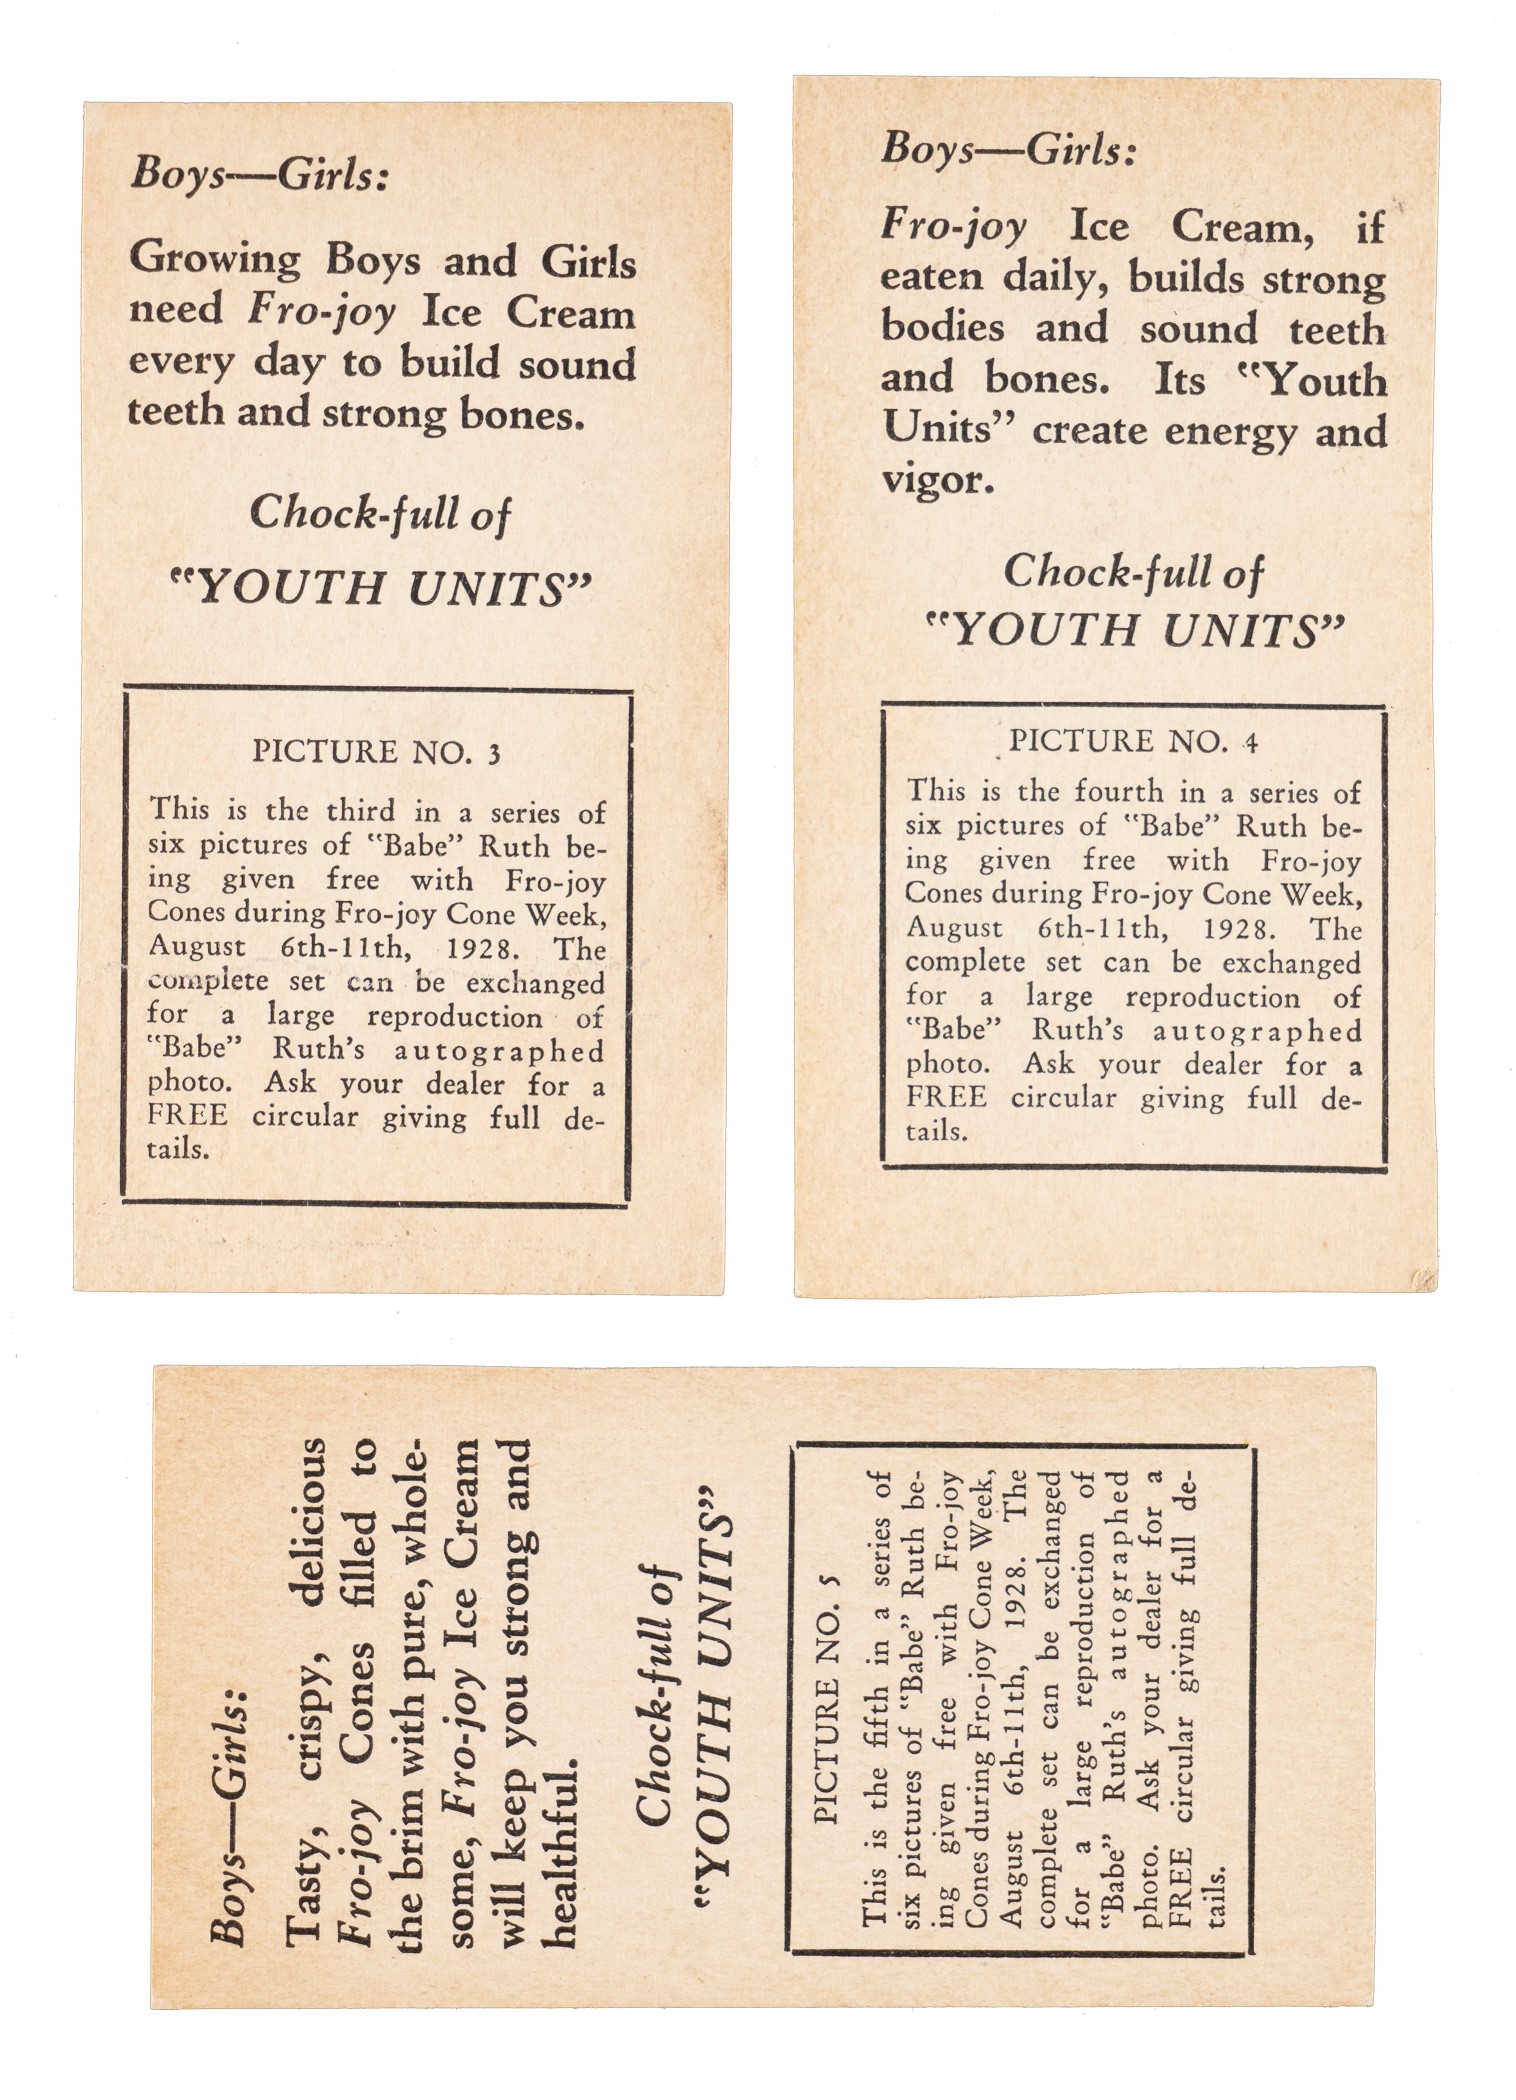 Boys—Girls:
Growing Boys and Girls
need Fro-joy Ice Cream
every day to build sound
teeth and strong bones.
Chock-full of
"YOUTH UNITS"
PICTURE NO. 3
This is the third in a series of
six pictures of "Babe" Ruth be-
ing given free with Fro-joy
Cones during Fro-joy Cone Week,
August 6th-11th, 1928. The
complete set can be exchanged
for a large reproduction of
"Babe" Ruth's autographed
photo. Ask your dealer for a
FREE circular giving full de-
tails.
Boys—Girls:
Fro-joy Ice Cream, if
eaten daily, builds strong
bodies and sound teeth
and bones. Its "Youth
Units" create energy and
vigor.
Chock-full of
"YOUTH UNITS"
PICTURE NO. 4
This is the fourth in a series of
six pictures of "Babe" Ruth be-
ing given free with Fro-joy
Cones during Fro-joy Cone Week,
August 6th-11th, 1928. The
complete set can be exchanged
for a large reproduction of
"Babe" Ruth's autographed
photo. Ask your dealer for a
FREE circular giving full de-
tails.
Boys—Girls:
Tasty, crispy, delicious
Fro-joy Cones filled to
the brim with pure, whole-
some, Fro-joy Ice Cream
will keep you strong and
healthful.
Chock-full of
"YOUTH UNITS"
PICTURE NO. 5
This is the fifth in a series of
six pictures of "Babe" Ruth be-
ing given free with Fro-joy
Cones during Fro-joy Cone Week,
August 6th-11th, 1928. The
complete set can be exchanged
for a large reproduction of
"Babe" Ruth's autographed
photo. Ask your dealer for a
FREE circular giving full de-
tails.